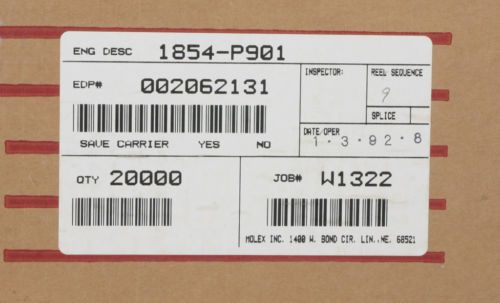 ENG DESC 1854-P901
EDP# 002062131
INSPECTOR: REEL SEQUENCE
9
SPLICE
SAVE CARRIER YES NO
DATE/OPER
1 · 3 · 92 · 8
QTY 20000
JOB# W1322
MOLEX INC. 1400 W. BOND CIR. LIN.,NE. 68521